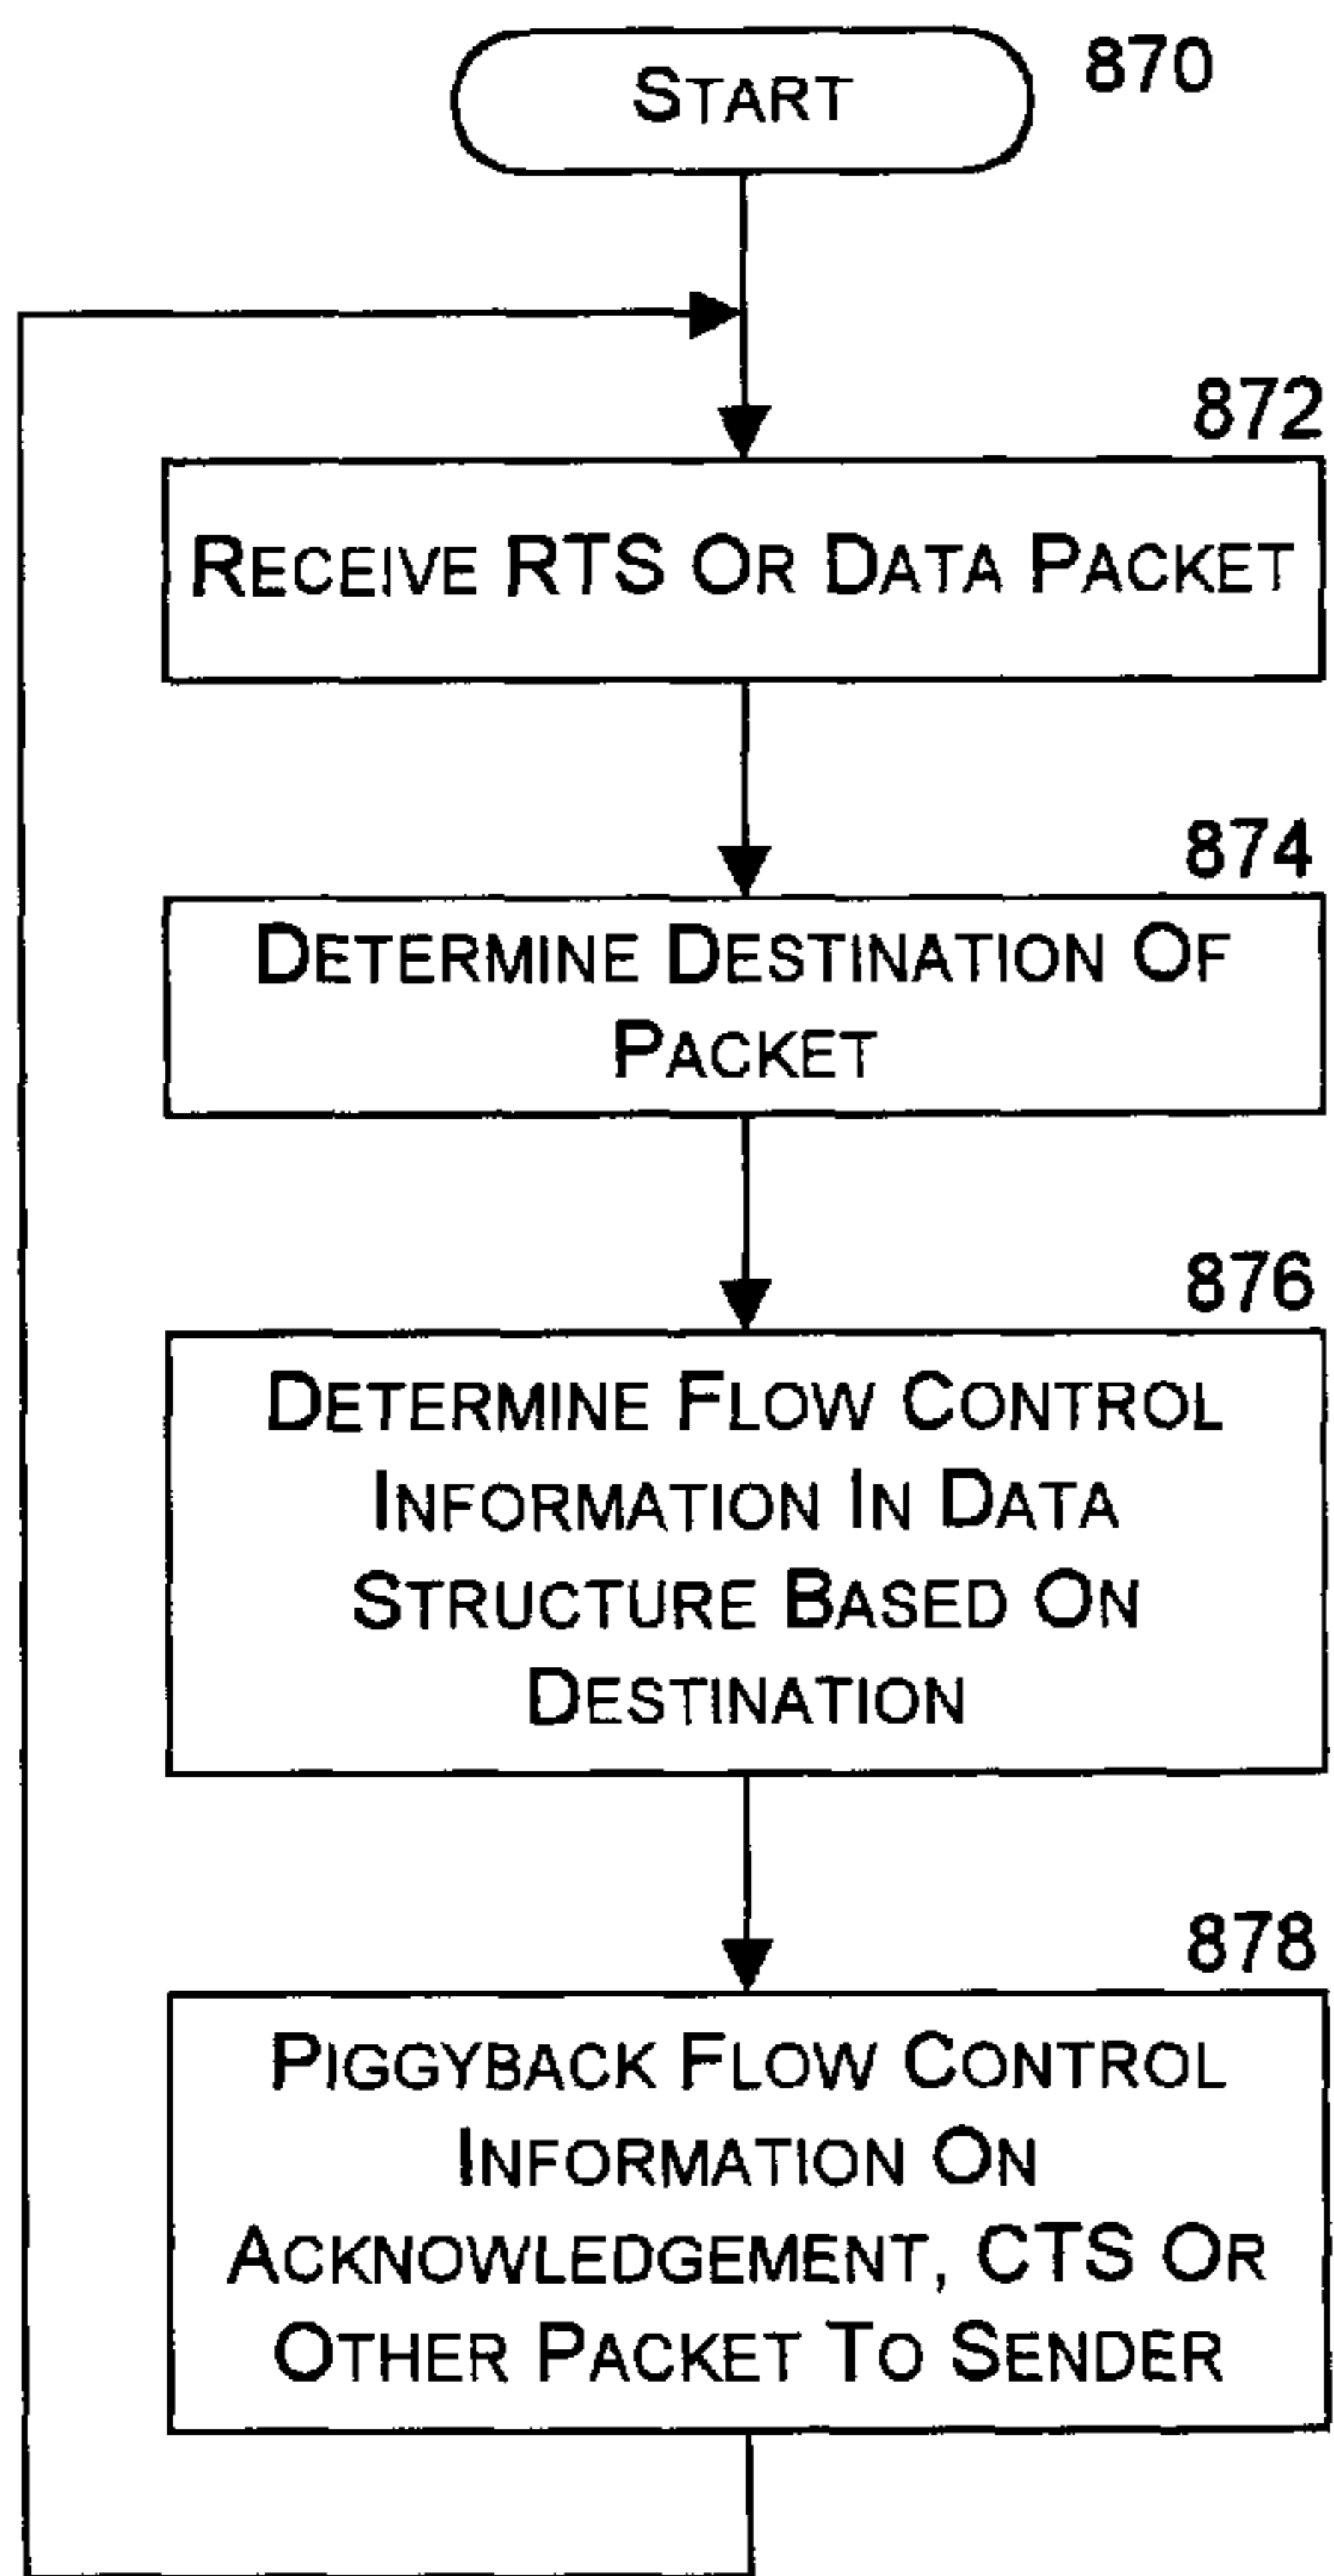 START
870
872
RECEIVE RTS OR DATA PACKET
874
DETERMINE DESTINATION OF
PACKET
876
DETERMINE FLOW CONTROL
INFORMATION IN DATA
STRUCTURE BASED ON
DESTINATION
878
PIGGYBACK FLOW CONTROL
INFORMATION ON
ACKNOWLEDGEMENT, CTS OR
OTHER PACKET TO SENDER